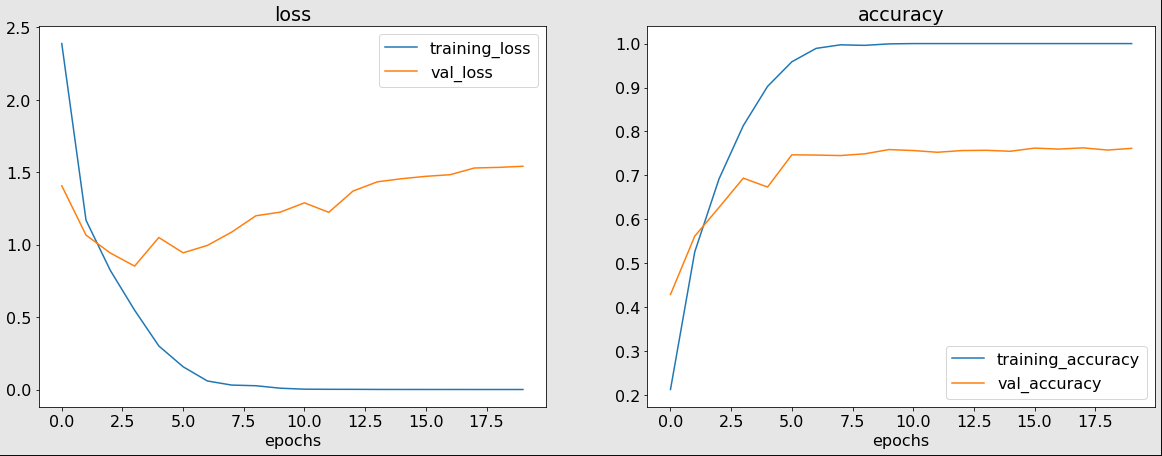 loss
2.5
2.0
1.5
1.0
0.5
0.0
training_loss
val_loss
0.0 2.5 5.0 7.5 10.0 12.5 15.0 17.5
epochs
accuracy
1.0
0.9
0.8
0.7
0.6
0.5
0.4
0.3
0.2
training_accuracy
val_accuracy
0.0 2.5 5.0 7.5 10.0 12.5 15.0 17.5
epochs